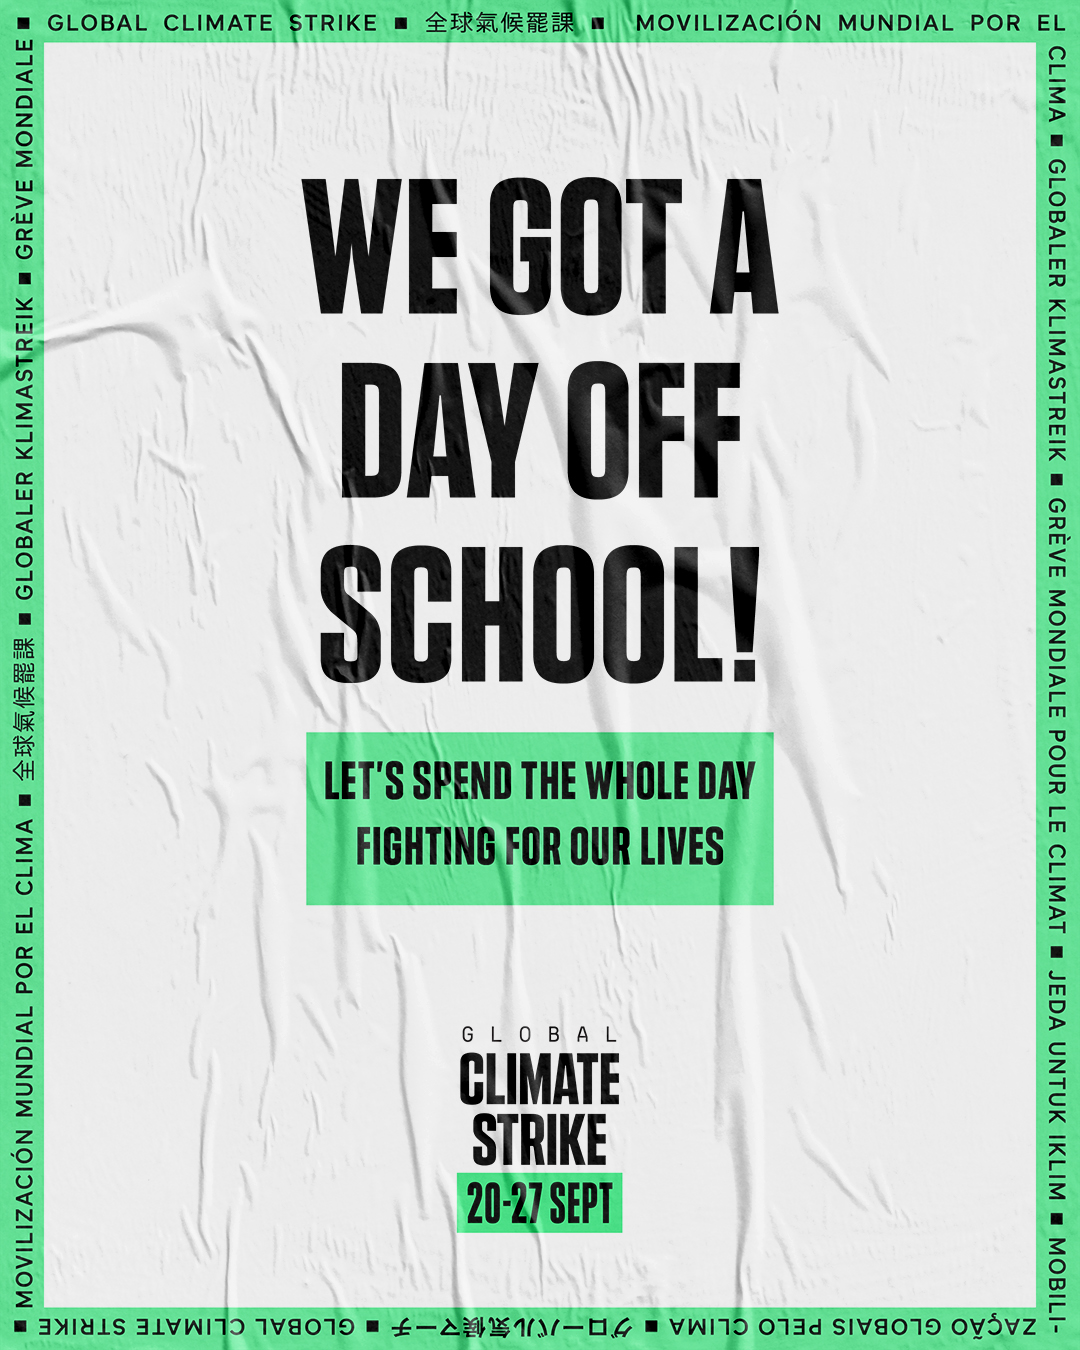 ■ GLOBAL CLIMATE STRIKE ■ 全球氣候罷課 ■ MOVILIZACIÓN MUNDIAL POR EL
CLIMA ■ GLOBALER KLIMASTREIK ■ GRÈVE MONDIALE POUR LE CLIMAT ■ JEDA UNTUK IKLIM ■ MOBILI-
ZAÇÃO GLOBAIS PELO CLIMA ■ グローバル気候マーチ ■ GLOBAL CLIMATE STRIKE ■
MOVILIZACIÓN MUNDIAL POR EL CLIMA ■ 全球氣候罷課 ■ GLOBALER KLIMASTREIK ■ GRÈVE MONDIALE ■
WE GOT A
DAY OFF
SCHOOL!
LET'S SPEND THE WHOLE DAY
FIGHTING FOR OUR LIVES
GLOBAL
CLIMATE
STRIKE
20-27 SEPT